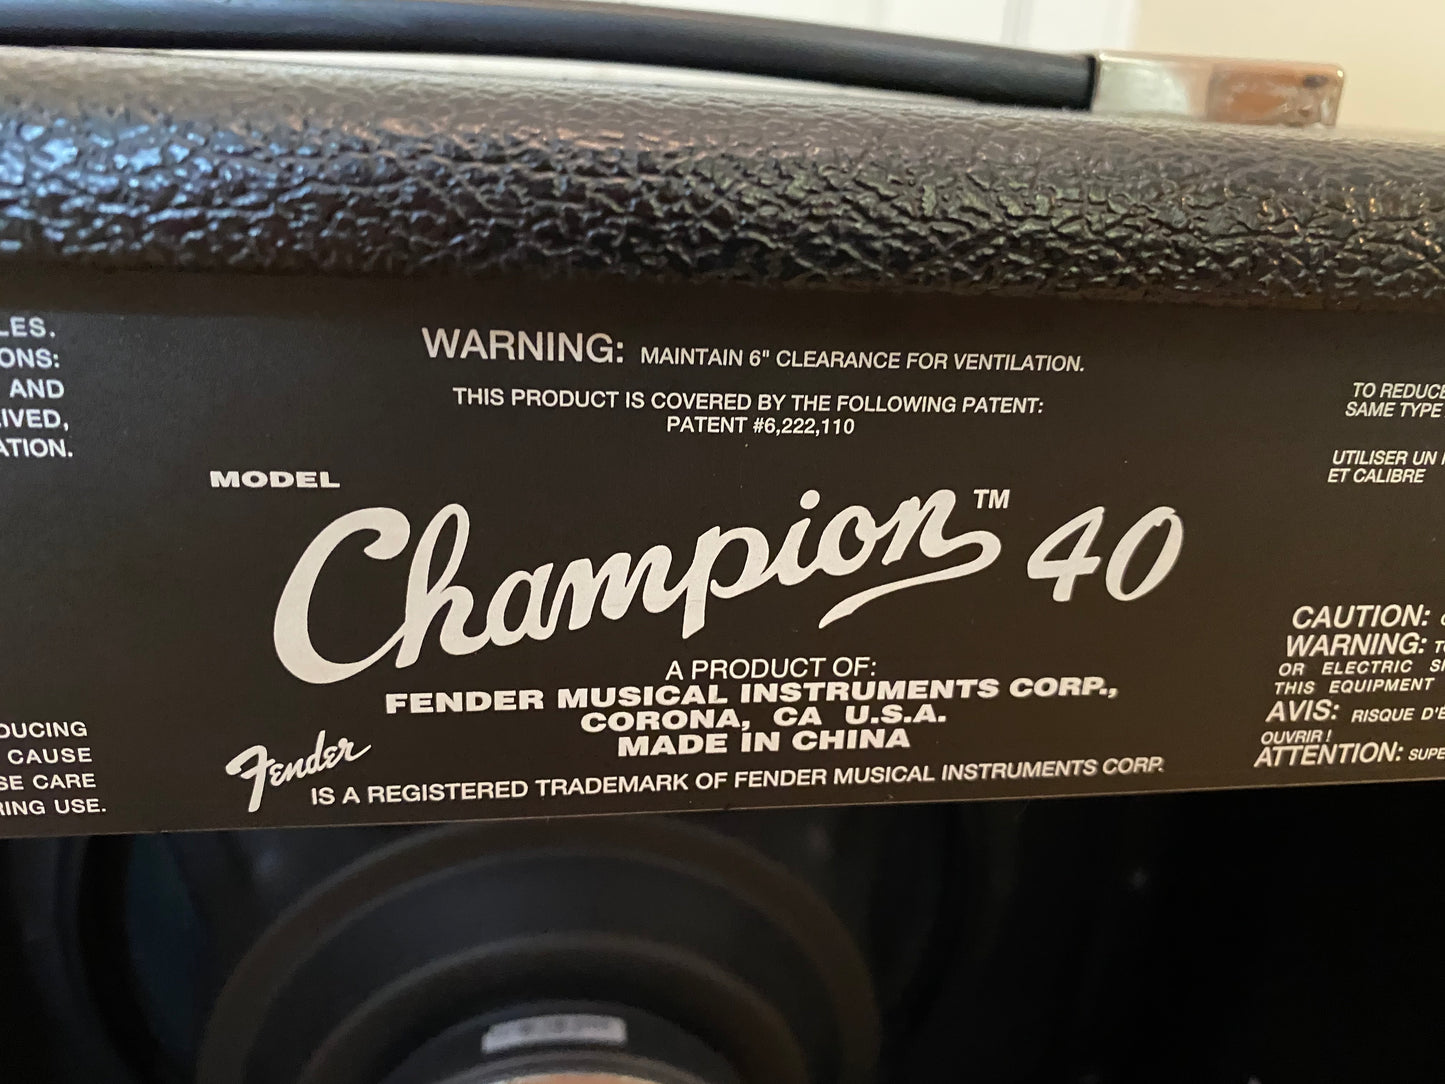 LES.
ONS:
AND
IVED,
ATION.
WARNING: MAINTAIN 6" CLEARANCE FOR VENTILATION.
THIS PRODUCT IS COVERED BY THE FOLLOWING PATENT:
PATENT #6,222,110
MODEL
Champion™ 40
A PRODUCT OF:
FENDER MUSICAL INSTRUMENTS CORP.,
CORONA, CA U.S.A.
MADE IN CHINA
Fender
IS A REGISTERED TRADEMARK OF FENDER MUSICAL INSTRUMENTS CORP.
DUCING
CAUSE
SE CARE
RING USE.
TO REDUCE
SAME TYPE
UTILISER UN
ET CALIBRE
CAUTION:
WARNING:
OR ELECTRIC
THIS EQUIPMENT
AVIS: RISQUE
OUVRIR !
ATTENTION: